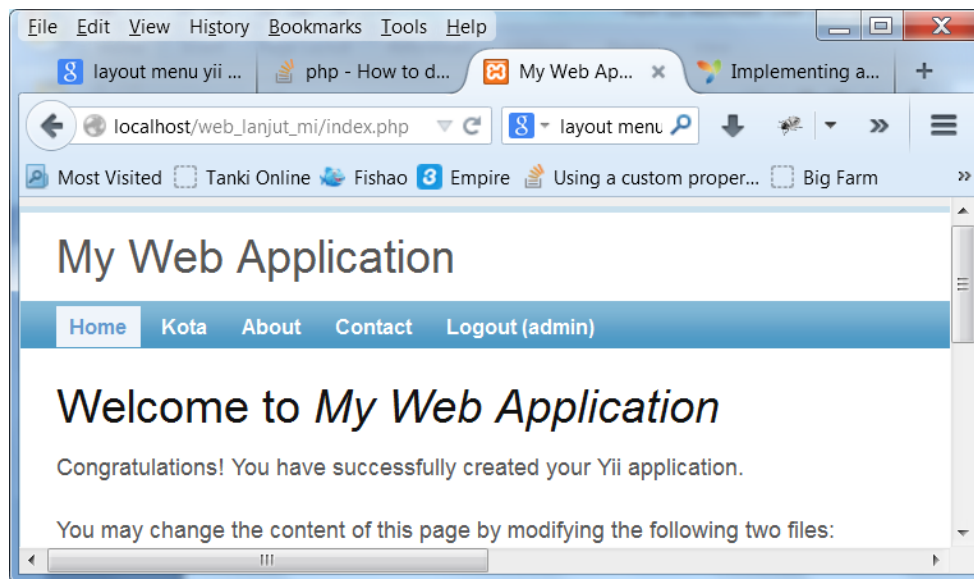 File Edit View History Bookmarks Tools Help
layout menu yii ... php - How to d... My Web Ap... Implementing a...
localhost/web_lanjut_mi/index.php layout menu
Most Visited Tanki Online Fishao 3 Empire Using a custom proper... Big Farm
My Web Application
Home Kota About Contact Logout (admin)
Welcome to My Web Application
Congratulations! You have successfully created your Yii application.
You may change the content of this page by modifying the following two files: